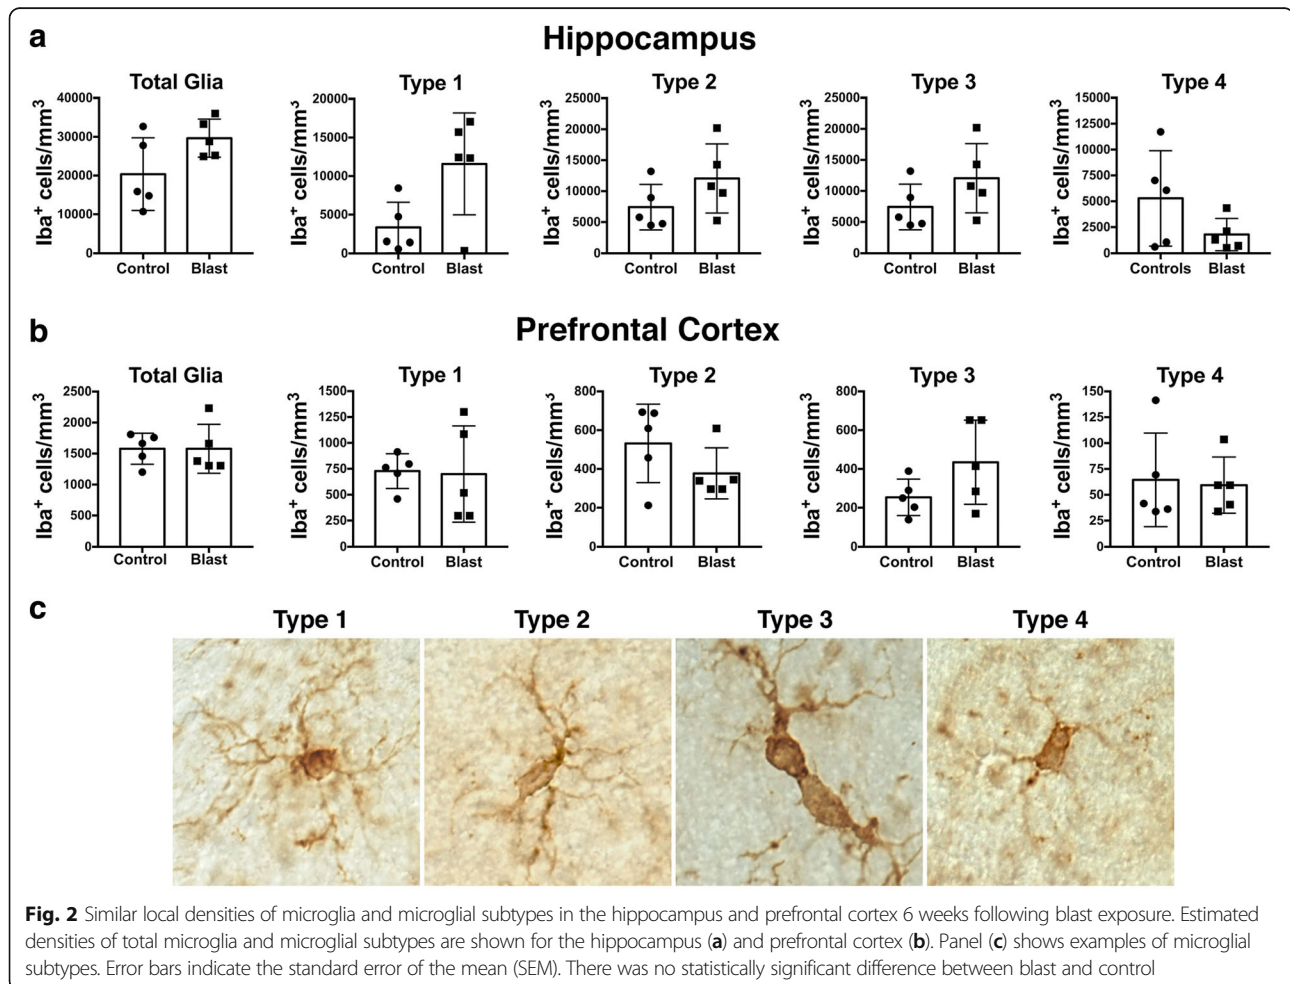 a
Hippocampus
Total Glia
Iba+ cells/mm3
40000
30000
20000
10000
0
Control Blast
Type 1
Iba+ cells/mm3
20000
15000
10000
5000
0
Control Blast
Type 2
Iba+ cells/mm3
25000
20000
15000
10000
5000
0
Control Blast
Type 3
Iba+ cells/mm3
25000
20000
15000
10000
5000
0
Control Blast
Type 4
Iba+ cells/mm3
15000
12500
10000
7500
5000
2500
0
Controls Blast
b
Prefrontal Cortex
Total Glia
Iba+ cells/mm3
2500
2000
1500
1000
500
0
Control Blast
Type 1
Iba+ cells/mm3
1500
1250
1000
750
500
250
0
Control Blast
Type 2
Iba+ cells/mm3
800
600
400
200
0
Control Blast
Type 3
Iba+ cells/mm3
800
600
400
200
0
Control Blast
Type 4
Iba+ cells/mm3
150
125
100
75
50
25
0
Control Blast
c
Type 1
Type 2
Type 3
Type 4
Fig. 2 Similar local densities of microglia and microglial subtypes in the hippocampus and prefrontal cortex 6 weeks following blast exposure. Estimated
densities of total microglia and microglial subtypes are shown for the hippocampus (a) and prefrontal cortex (b). Panel (c) shows examples of microglial
subtypes. Error bars indicate the standard error of the mean (SEM). There was no statistically significant difference between blast and control